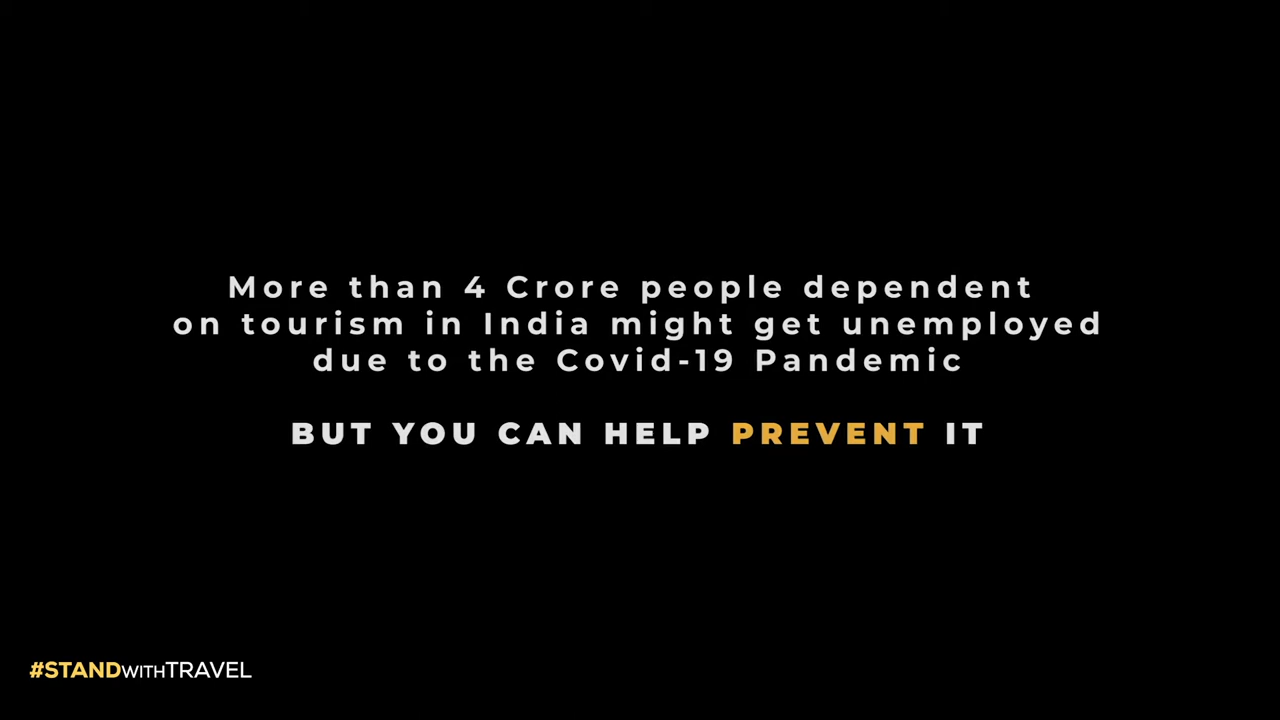 More than 4 Crore people dependent
on tourism in India might get unemployed
due to the Covid-19 Pandemic
BUT YOU CAN HELP PREVENT IT
#STANDWITHTRAVEL